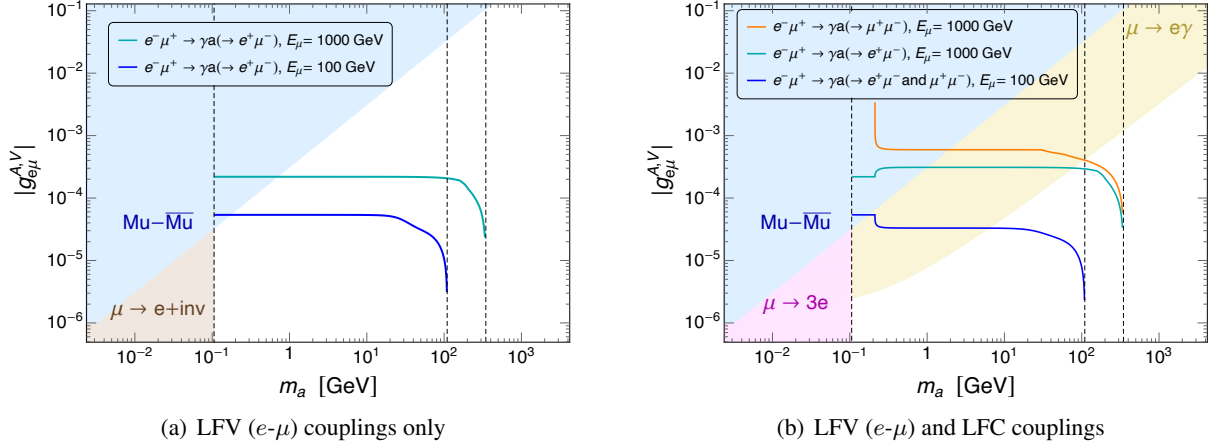 10⁻¹
10⁻²
10⁻³
10⁻⁴
10⁻⁵
10⁻⁶
|g_{eμ}^{A,V}|
e⁻μ⁺ → γa(→ e⁺μ⁻), E_μ= 1000 GeV
e⁻μ⁺ → γa(→ e⁺μ⁻), E_μ= 100 GeV
Mu–M̅u̅
μ → e+inv
10⁻² 10⁻¹ 1 10¹ 10² 10³
m_a [GeV]
(a) LFV (e-μ) couplings only
10⁻¹
10⁻²
10⁻³
10⁻⁴
10⁻⁵
10⁻⁶
|g_{eμ}^{A,V}|
e⁻μ⁺ → γa(→ μ⁺μ⁻), E_μ= 1000 GeV
e⁻μ⁺ → γa(→ e⁺μ⁻), E_μ= 1000 GeV
e⁻μ⁺ → γa(→ e⁺μ⁻ and μ⁺μ⁻), E_μ= 100 GeV
μ → eγ
Mu–M̅u̅
μ → 3e
10⁻² 10⁻¹ 1 10¹ 10² 10³
m_a [GeV]
(b) LFV (e-μ) and LFC couplings